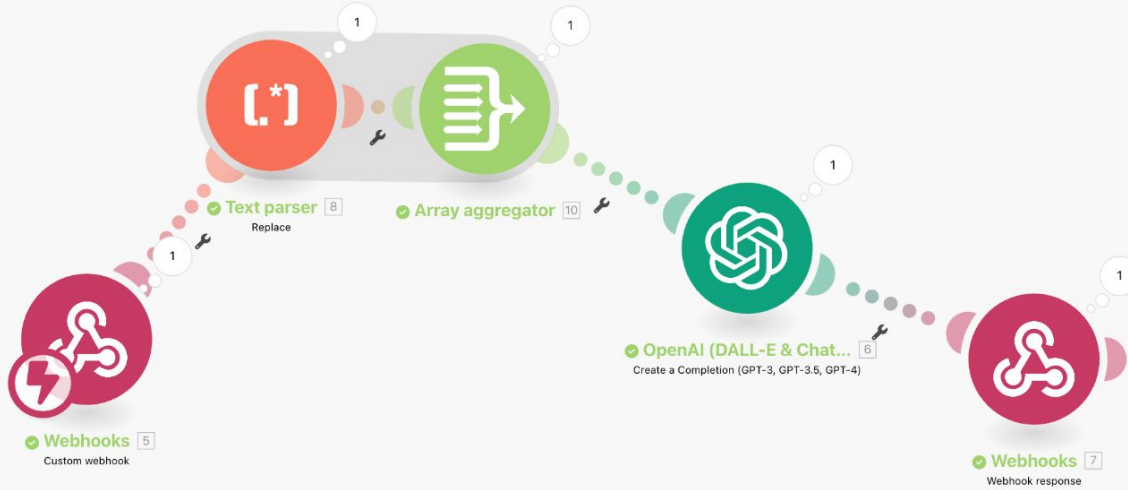 1
[.*]
Text parser 8
Replace
1
Array aggregator 10
1
Webhooks 5
Custom webhook
1
OpenAI (DALL-E & Chat... 6
Create a Completion (GPT-3, GPT-3.5, GPT-4)
1
Webhooks 7
Webhook response